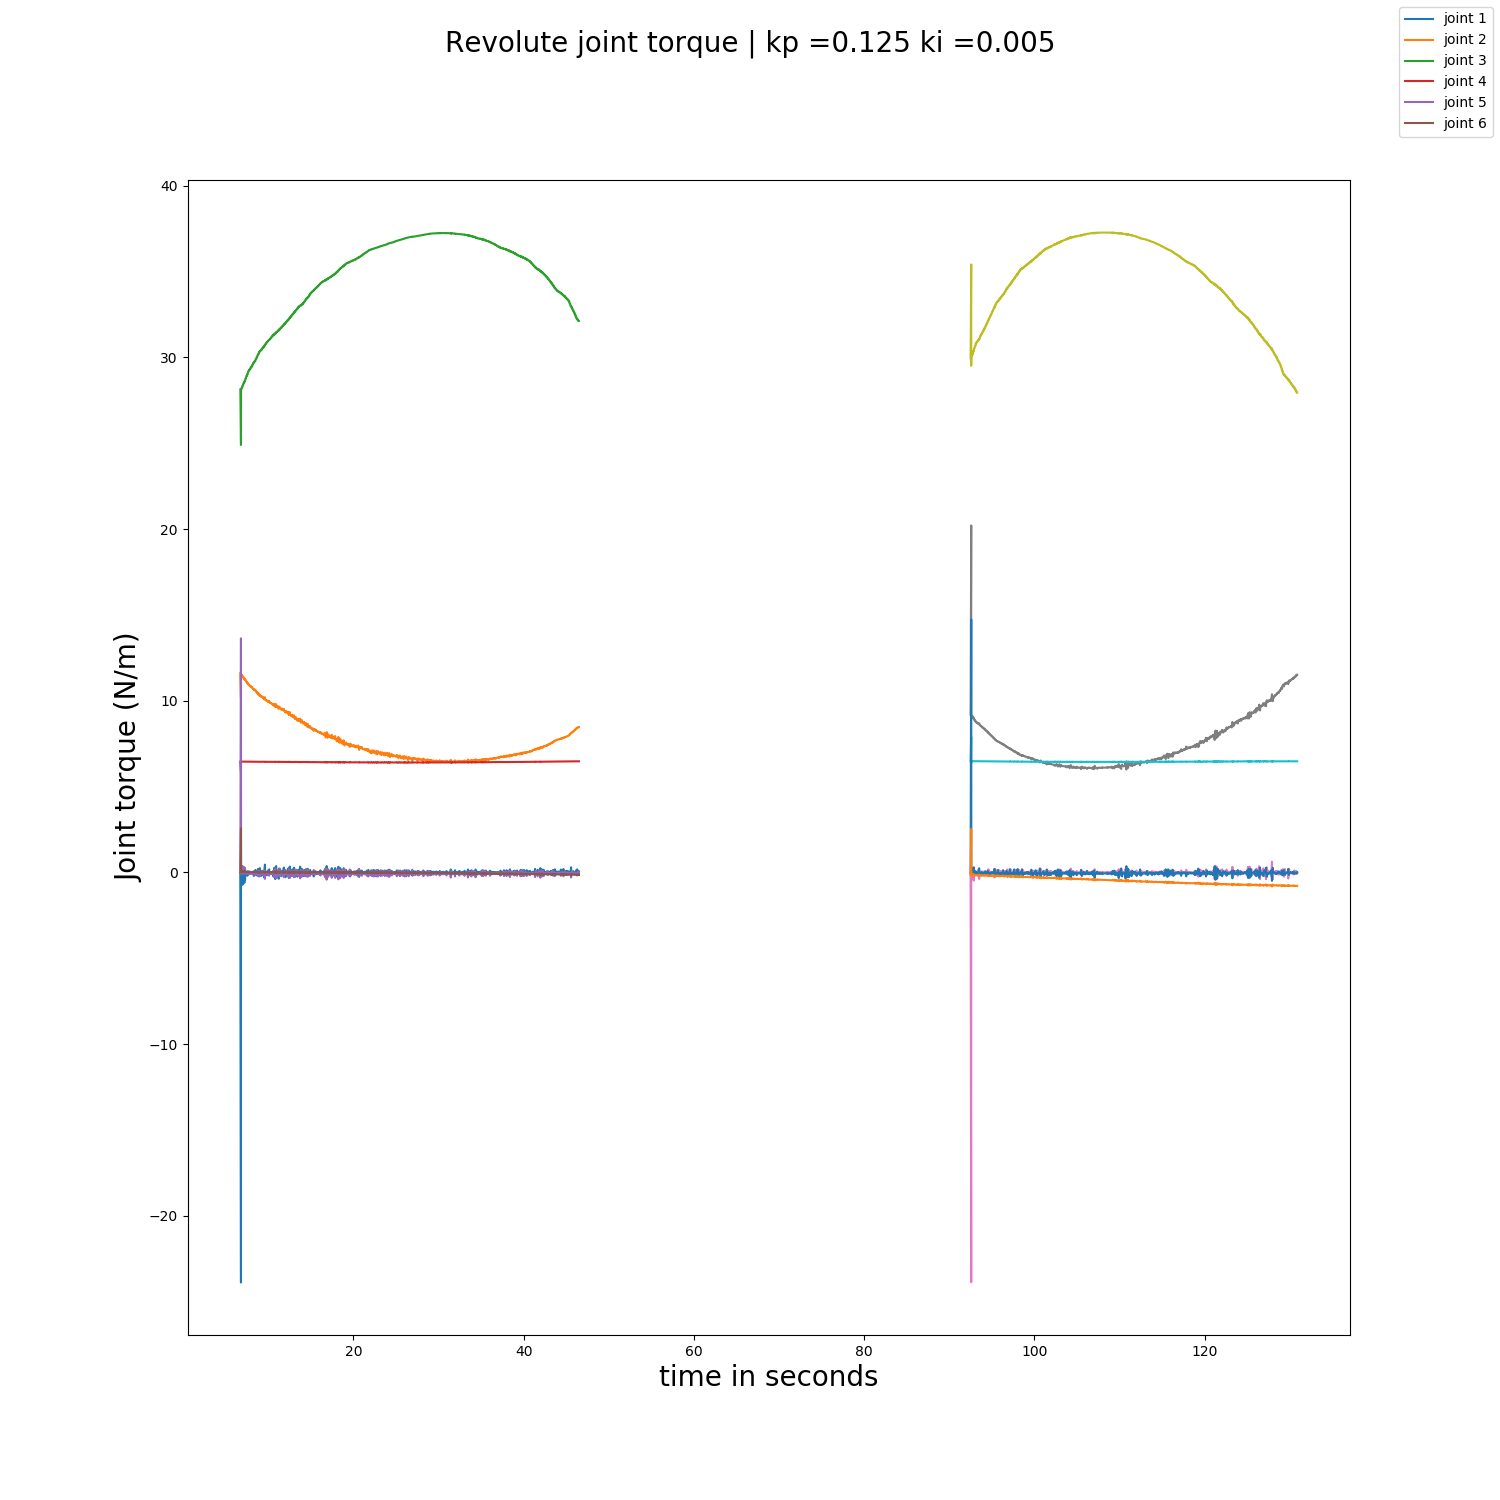 Revolute joint torque | kp =0.125 ki =0.005
joint 1
joint 2
joint 3
joint 4
joint 5
joint 6
40
30
20
10
0
−10
−20
Joint torque (N/m)
20
40
60
80
100
120
time in seconds